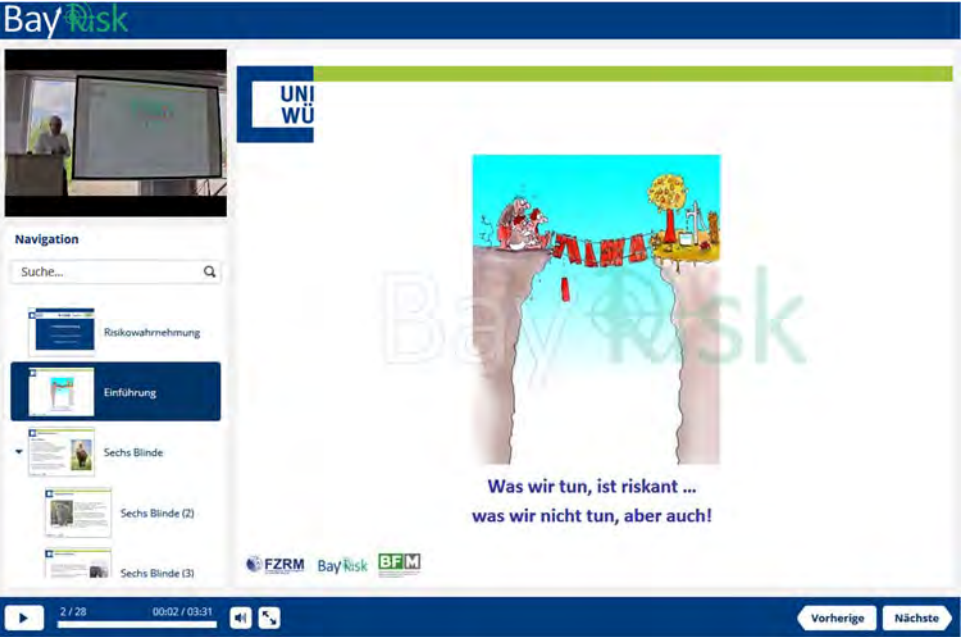 Bay Risk
UNI
WÜ
Navigation
Suche...
Risikowahrnehmung
Einführung
Sechs Blinde
Sechs Blinde (2)
Sechs Blinde (3)
Bay Risk
Was wir tun, ist riskant ...
was wir nicht tun, aber auch!
FZRM Bay Risk BFM
2 / 28 00:02 / 03:31
Vorherige Nächste